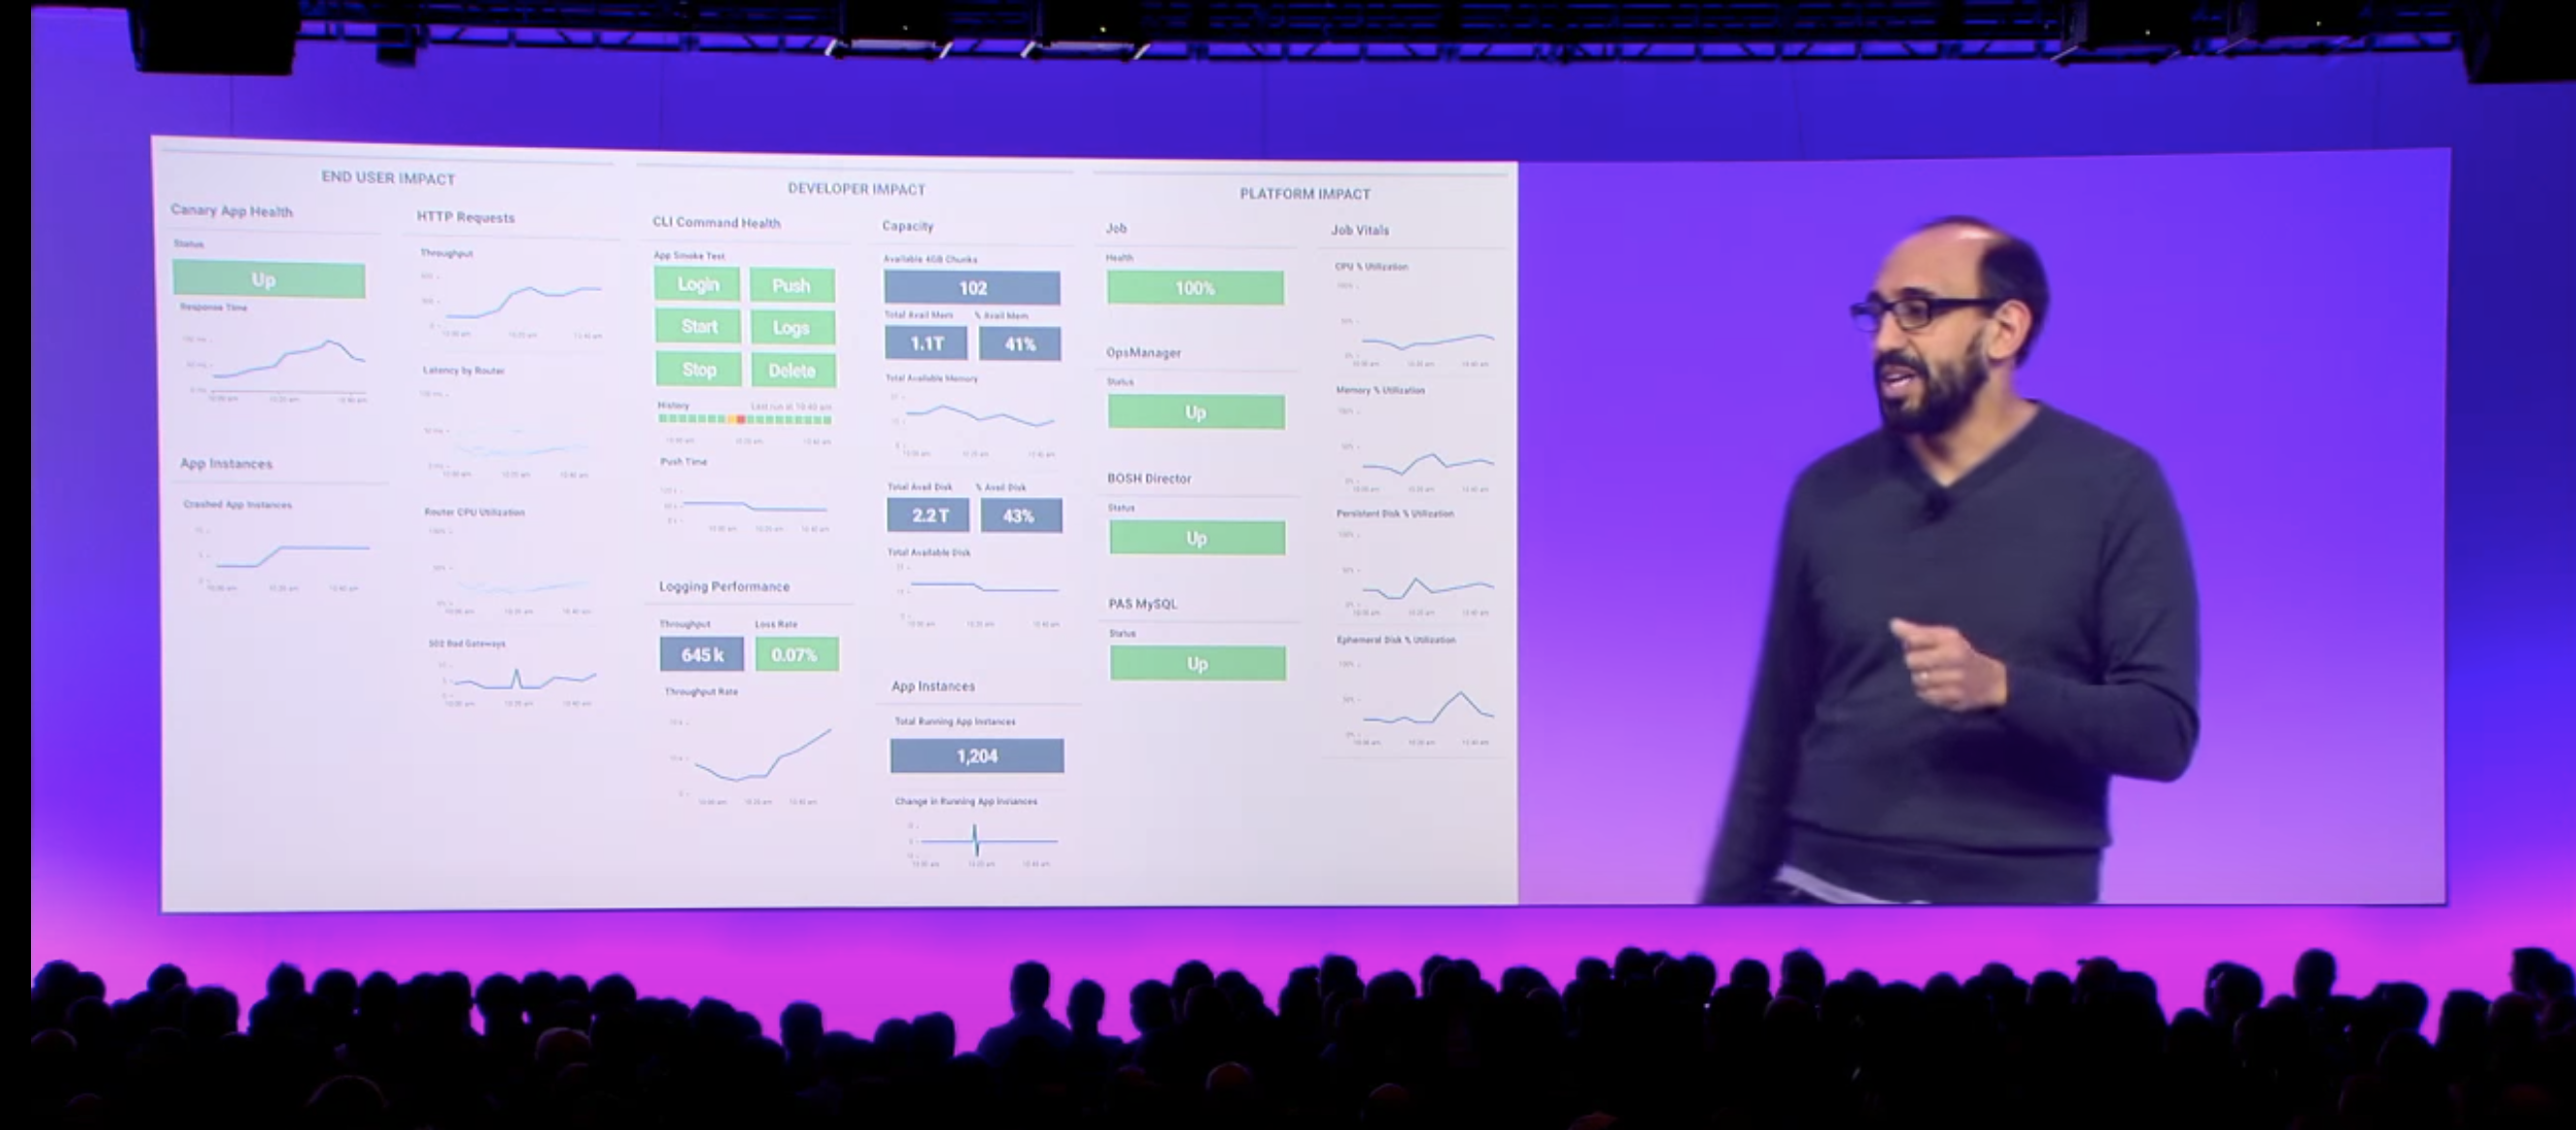 END USER IMPACT
Canary App Health
Status
Up
Response Time
App Instances
Crashed App Instances
HTTP Requests
Throughput
Latency by Router
Router CPU Utilization
502 Bad Gateways
DEVELOPER IMPACT
CLI Command Health
App Smoke Test
Login
Push
Start
Logs
Stop
Delete
History
Last run at 10:40 am
Push Time
Logging Performance
Throughput
Loss Rate
645 k
0.07%
Throughput Rate
Capacity
Available 4GB Chunks
102
Total Avail Mem
% Avail Mem
1.1T
41%
Total Available Memory
Total Avail Disk
% Avail Disk
2.2 T
43%
Total Available Disk
App Instances
Total Running App Instances
1,204
Change in Running App Instances
PLATFORM IMPACT
Job
Health
100%
OpsManager
Status
Up
BOSH Director
Status
Up
PAS MySQL
Status
Up
Job Vitals
CPU % Utilization
Memory % Utilization
Persistent Disk % Utilization
Ephemeral Disk % Utilization